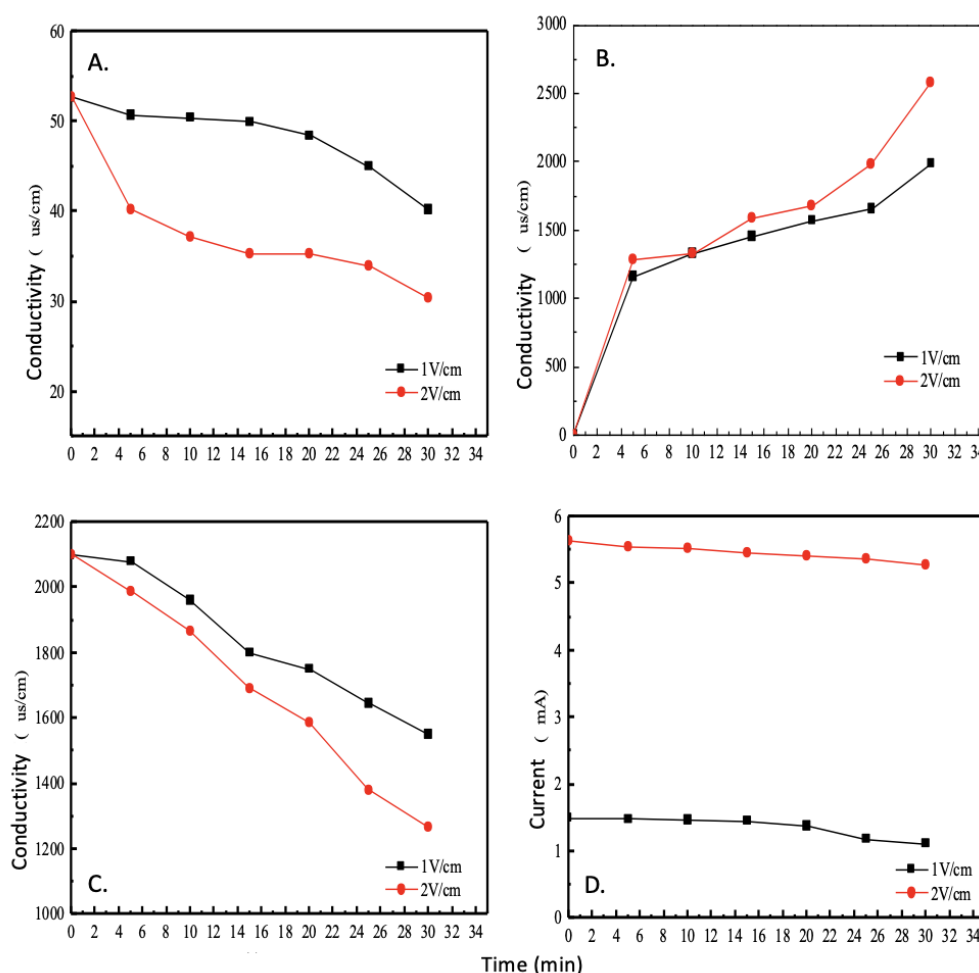 A.
Conductivity ( us/cm)
60
50
40
30
20
1V/cm
2V/cm
0 2 4 6 8 10 12 14 16 18 20 22 24 26 28 30 32 34
B.
Conductivity ( us/cm)
3000
2500
2000
1500
1000
500
0
1V/cm
2V/cm
0 2 4 6 8 10 12 14 16 18 20 22 24 26 28 30 32 34
C.
Conductivity ( us/cm)
2200
2000
1800
1600
1400
1200
1000
1V/cm
2V/cm
0 2 4 6 8 10 12 14 16 18 20 22 24 26 28 30 32 34
D.
Current ( mA)
6
5
4
3
2
1
0
1V/cm
2V/cm
0 2 4 6 8 10 12 14 16 18 20 22 24 26 28 30 32 34
Time (min)